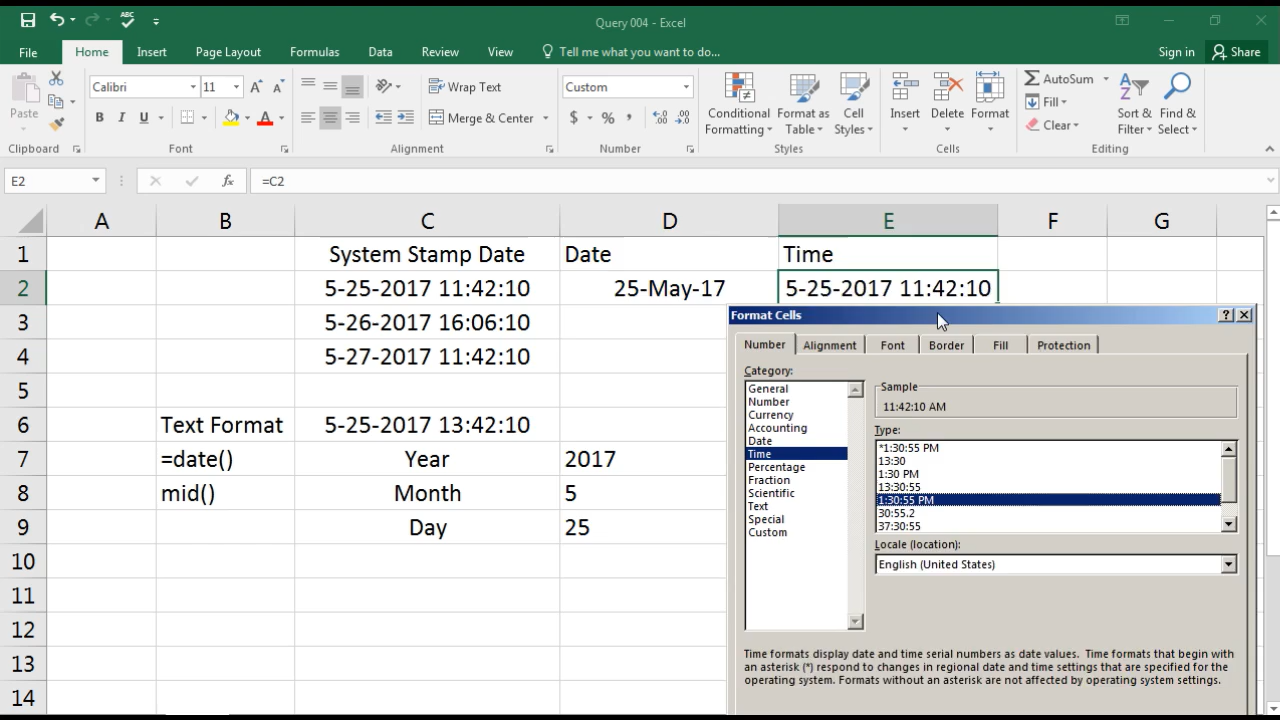 ABC
Query 004 - Excel
File Home Insert Page Layout Formulas Data Review View Tell me what you want to do... Sign in Share
Paste Calibri 11 A A Wrap Text Custom Conditional Formatting Format as Table Cell Styles Insert Delete Format AutoSum Fill Clear Sort & Filter Find & Select
B I U A Merge & Center $ % ,
Clipboard Font Alignment Number Styles Cells Editing
E2 fx =C2
A B C D E F G
1 System Stamp Date Date Time
2 5-25-2017 11:42:10 25-May-17 5-25-2017 11:42:10
3 5-26-2017 16:06:10
4 5-27-2017 11:42:10
5
6 Text Format 5-25-2017 13:42:10
7 =date() Year 2017
8 mid() Month 5
9 Day 25
10
11
12
13
14
Format Cells
Number Alignment Font Border Fill Protection
Category:
General
Number
Currency
Accounting
Date
Time
Percentage
Fraction
Scientific
Text
Special
Custom
Sample
11:42:10 AM
Type:
*1:30:55 PM
13:30
1:30 PM
13:30:55
1:30:55 PM
30:55.2
37:30:55
Locale (location):
English (United States)
Time formats display date and time serial numbers as date values. Time formats that begin with
an asterisk (*) respond to changes in regional date and time settings that are specified for the
operating system. Formats without an asterisk are not affected by operating system settings.